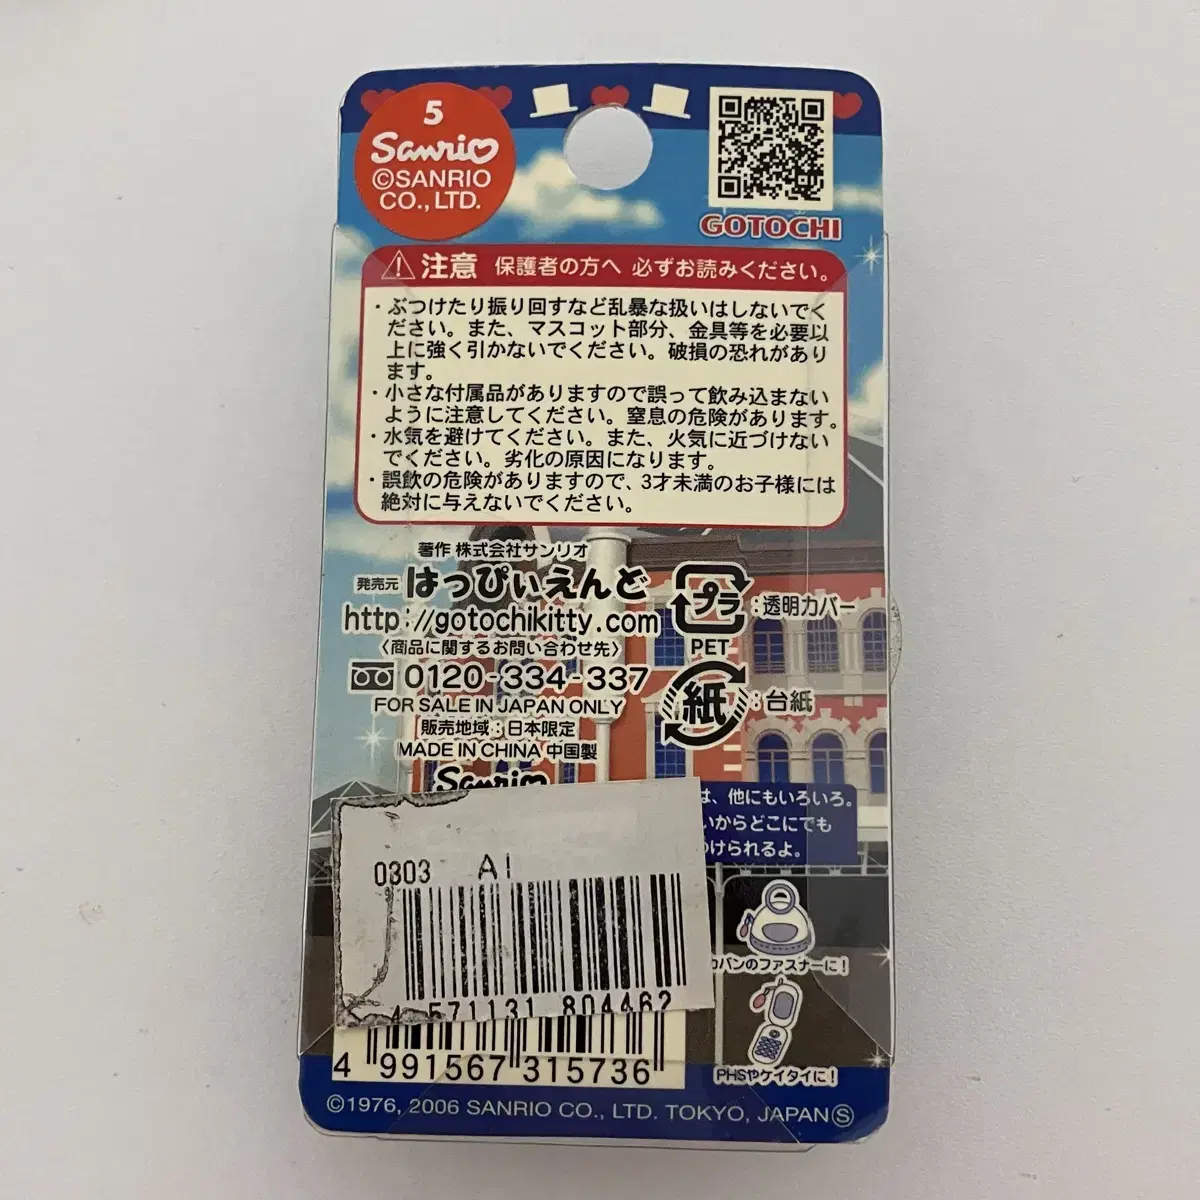 5
Sanrio
©SANRIO
CO., LTD.
GOTOCHI
注意 保護者の方へ 必ずお読みください。
・ぶつけたり振り回すなど乱暴な扱いはしないでく
ださい。また、マスコット部分、金具等を必要以
上に強く引かないでください。破損の恐れがあり
ます。
・小さな付属品がありますので誤って飲み込まない
ように注意してください。窒息の危険があります。
・水気を避けてください。また、火気に近づけない
でください。劣化の原因になります。
・誤飲の危険がありますので、3才未満のお子様には
絶対に与えないでください。
著作 株式会社サンリオ
発売元 はっぴぃえんど
http://gotochikitty.com
〈商品に関するお問い合わせ先〉
0120-334-337
FOR SALE IN JAPAN ONLY
販売地域：日本限定
MADE IN CHINA 中国製
Sanrio
プラ：透明カバー
PET
紙：台紙
は、他にもいろいろ。
いからどこにでも
つけられるよ。
0303 A1
4 571131 804462
カバンのファスナーに！
PHSやケイタイに！
4 991567 315736
©1976, 2006 SANRIO CO., LTD. TOKYO, JAPAN Ⓢ